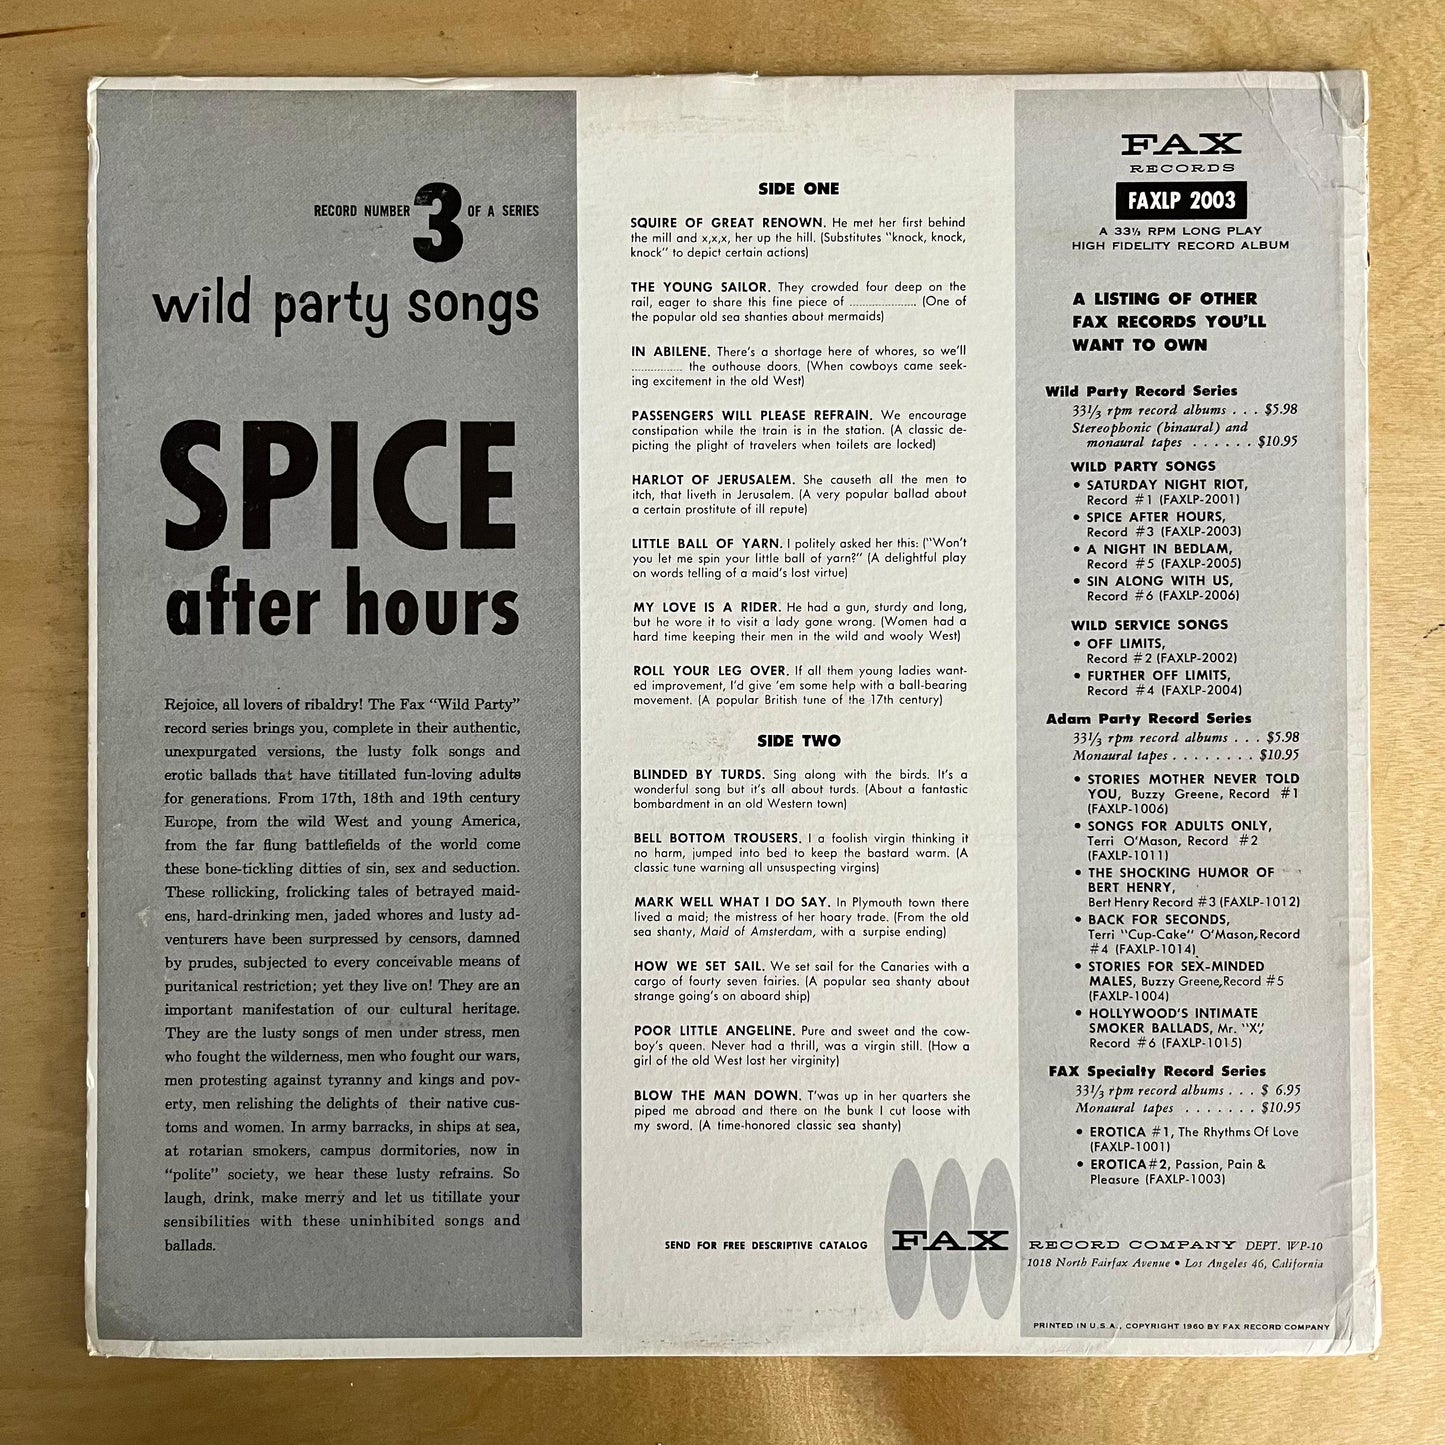 RECORD NUMBER 3 OF A SERIES
wild party songs
SPICE
after hours
Rejoice, all lovers of ribaldry! The Fax "Wild Party"
record series brings you, complete in their authentic,
unexpurgated versions, the lusty folk songs and
erotic ballads that have titillated fun-loving adults
for generations. From 17th, 18th and 19th century
Europe, from the wild West and young America,
from the far flung battlefields of the world come
these bone-tickling ditties of sin, sex and seduction.
These rollicking, frolicking tales of betrayed maid-
ens, hard-drinking men, jaded whores and lusty ad-
venturers have been surpressed by censors, damned
by prudes, subjected to every conceivable means of
puritanical restriction; yet they live on! They are an
important manifestation of our cultural heritage.
They are the lusty songs of men under stress, men
who fought the wilderness, men who fought our wars,
men protesting against tyranny and kings and pov-
erty, men relishing the delights of their native cus-
toms and women. In army barracks, in ships at sea,
at rotarian smokers, campus dormitories, now in
"polite" society, we hear these lusty refrains. So
laugh, drink, make merry and let us titillate your
sensibilities with these uninhibited songs and
ballads.
SIDE ONE
SQUIRE OF GREAT RENOWN. He met her first behind
the mill and x,x,x, her up the hill. (Substitutes "knock, knock,
knock" to depict certain actions)
THE YOUNG SAILOR. They crowded four deep on the
rail, eager to share this fine piece of .................... (One of
the popular old sea shanties about mermaids)
IN ABILENE. There's a shortage here of whores, so we'll
................ the outhouse doors. (When cowboys came seek-
ing excitement in the old West)
PASSENGERS WILL PLEASE REFRAIN. We encourage
constipation while the train is in the station. (A classic de-
picting the plight of travelers when toilets are locked)
HARLOT OF JERUSALEM. She causeth all the men to
itch, that liveth in Jerusalem. (A very popular ballad about
a certain prostitute of ill repute)
LITTLE BALL OF YARN. I politely asked her this: ("Won't
you let me spin your little ball of yarn?" (A delightful play
on words telling of a maid's lost virtue)
MY LOVE IS A RIDER. He had a gun, sturdy and long,
but he wore it to visit a lady gone wrong. (Women had a
hard time keeping their men in the wild and wooly West)
ROLL YOUR LEG OVER. If all them young ladies want-
ed improvement, I'd give 'em some help with a ball-bearing
movement. (A popular British tune of the 17th century)
SIDE TWO
BLINDED BY TURDS. Sing along with the birds. It's a
wonderful song but it's all about turds. (About a fantastic
bombardment in an old Western town)
BELL BOTTOM TROUSERS. I a foolish virgin thinking it
no harm, jumped into bed to keep the bastard warm. (A
classic tune warning all unsuspecting virgins)
MARK WELL WHAT I DO SAY. In Plymouth town there
lived a maid; the mistress of her hoary trade. (From the old
sea shanty, Maid of Amsterdam, with a surpise ending)
HOW WE SET SAIL. We set sail for the Canaries with a
cargo of fourty seven fairies. (A popular sea shanty about
strange going's on aboard ship)
POOR LITTLE ANGELINE. Pure and sweet and the cow-
boy's queen. Never had a thrill, was a virgin still. (How a
girl of the old West lost her virginity)
BLOW THE MAN DOWN. T'was up in her quarters she
piped me abroad and there on the bunk I cut loose with
my sword. (A time-honored classic sea shanty)
SEND FOR FREE DESCRIPTIVE CATALOG
FAX
RECORDS
FAXLP 2003
A 33⅓ RPM LONG PLAY
HIGH FIDELITY RECORD ALBUM
A LISTING OF OTHER
FAX RECORDS YOU'LL
WANT TO OWN
Wild Party Record Series
33⅓ rpm record albums . . . $5.98
Stereophonic (binaural) and
monaural tapes . . . . . . $10.95
WILD PARTY SONGS
• SATURDAY NIGHT RIOT,
Record #1 (FAXLP-2001)
• SPICE AFTER HOURS,
Record #3 (FAXLP-2003)
• A NIGHT IN BEDLAM,
Record #5 (FAXLP-2005)
• SIN ALONG WITH US,
Record #6 (FAXLP-2006)
WILD SERVICE SONGS
• OFF LIMITS,
Record #2 (FAXLP-2002)
• FURTHER OFF LIMITS,
Record #4 (FAXLP-2004)
Adam Party Record Series
33⅓ rpm record albums . . . $5.98
Monaural tapes . . . . . . . . $10.95
• STORIES MOTHER NEVER TOLD
YOU, Buzzy Greene, Record #1
(FAXLP-1006)
• SONGS FOR ADULTS ONLY,
Terri O'Mason, Record #2
(FAXLP-1011)
• THE SHOCKING HUMOR OF
BERT HENRY,
Bert Henry Record #3 (FAXLP-1012)
• BACK FOR SECONDS,
Terri "Cup-Cake" O'Mason, Record
#4 (FAXLP-1014)
• STORIES FOR SEX-MINDED
MALES, Buzzy Greene, Record #5
(FAXLP-1004)
• HOLLYWOOD'S INTIMATE
SMOKER BALLADS, Mr. "X",
Record #6 (FAXLP-1015)
FAX Specialty Record Series
33⅓ rpm record albums . . . $ 6.95
Monaural tapes . . . . . . . $10.95
• EROTICA #1, The Rhythms Of Love
(FAXLP-1001)
• EROTICA #2, Passion, Pain &
Pleasure (FAXLP-1003)
FAX RECORD COMPANY DEPT. WP-10
1018 North Fairfax Avenue • Los Angeles 46, California
PRINTED IN U.S.A., COPYRIGHT 1960 BY FAX RECORD COMPANY